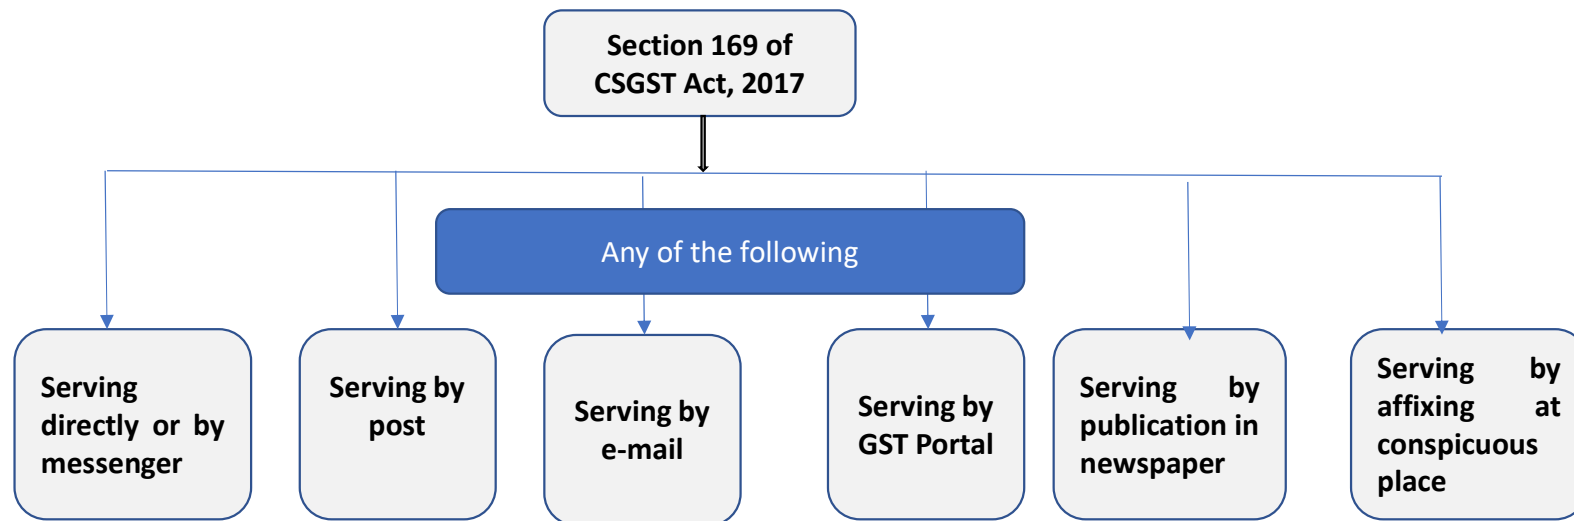 Section 169 of
CSGST Act, 2017
Any of the following
Serving
directly or by
messenger
Serving by
post
Serving by
e-mail
Serving by
GST Portal
Serving by
publication in
newspaper
Serving by
affixing at
conspicuous
place